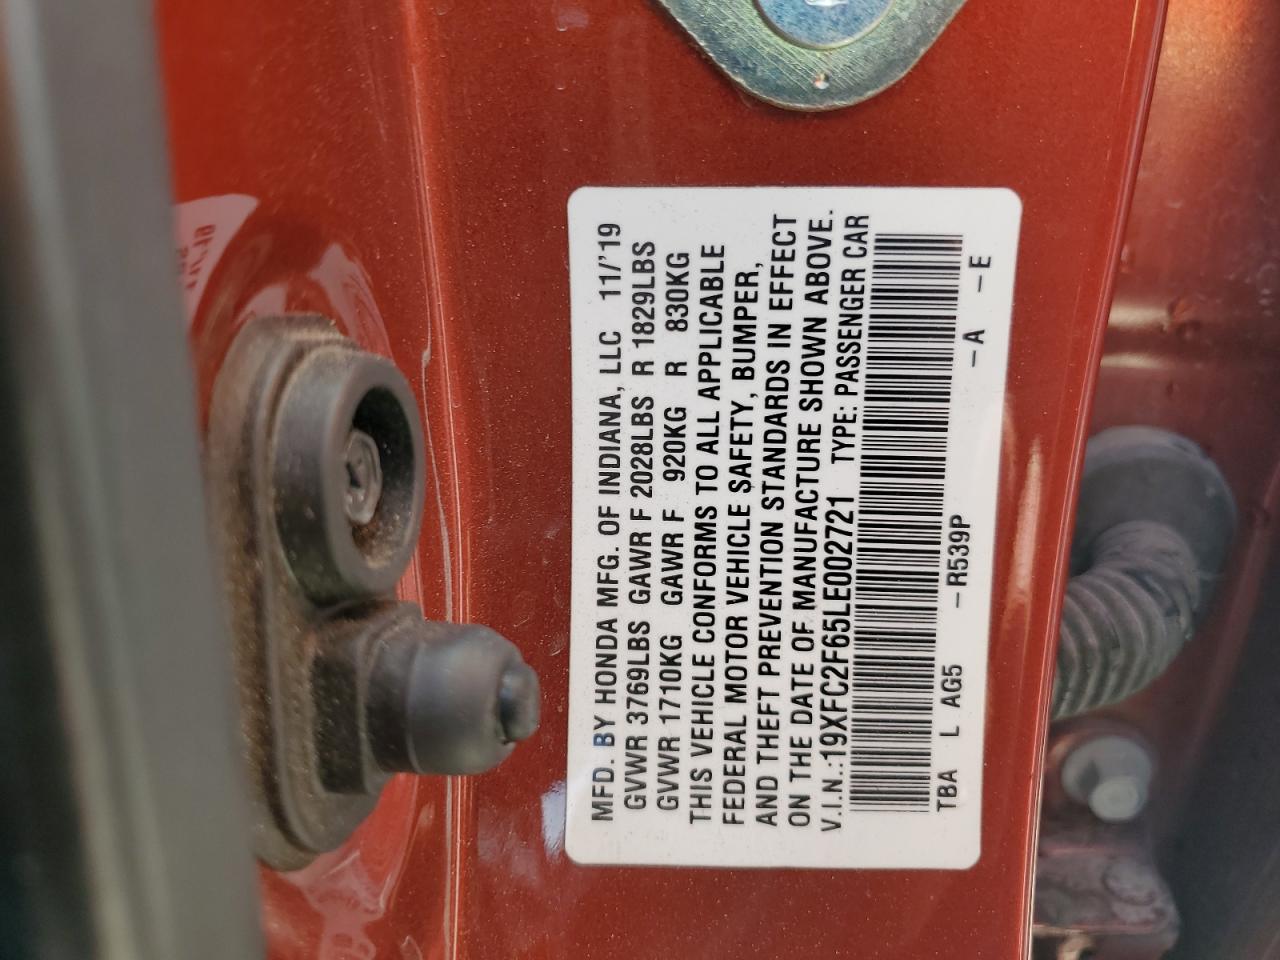 MFD. BY HONDA MFG. OF INDIANA, LLC 11/'19
GVWR 3769LBS GAWR F 2028LBS R 1829LBS
GVWR 1710KG GAWR F 920KG R 830KG
THIS VEHICLE CONFORMS TO ALL APPLICABLE
FEDERAL MOTOR VEHICLE SAFETY, BUMPER,
AND THEFT PREVENTION STANDARDS IN EFFECT
ON THE DATE OF MANUFACTURE SHOWN ABOVE.
V.I.N.:19XFC2F65LE002721 TYPE: PASSENGER CAR
TBA L AG5 –R539P –A –E